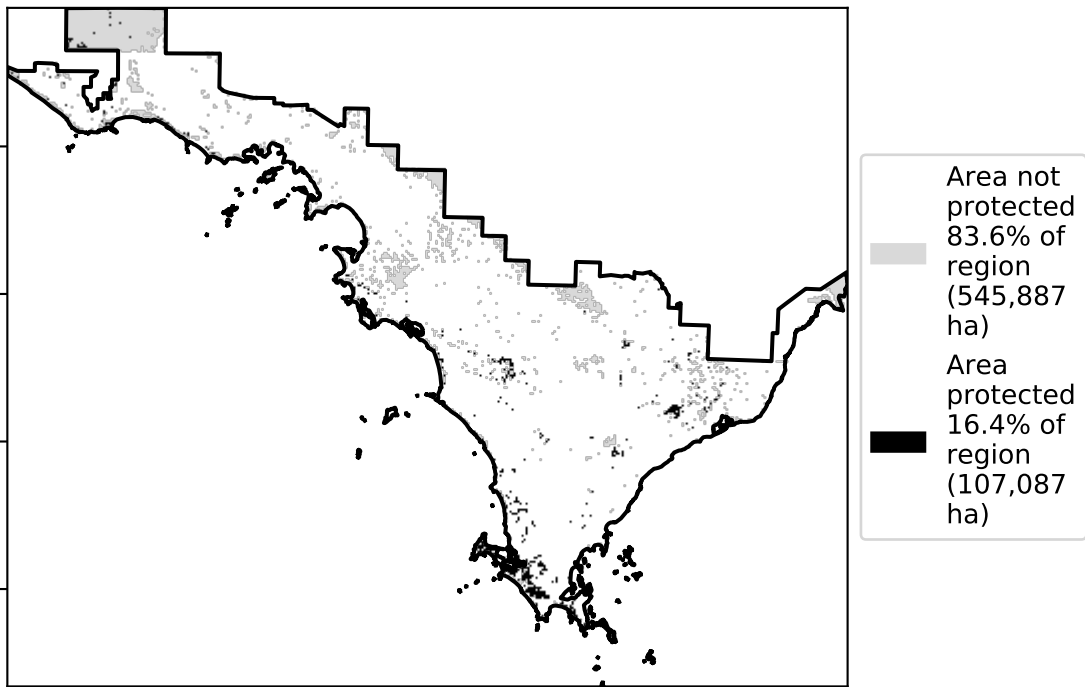 Area not
protected
83.6% of
region
(545,887
ha)
Area
protected
16.4% of
region
(107,087
ha)